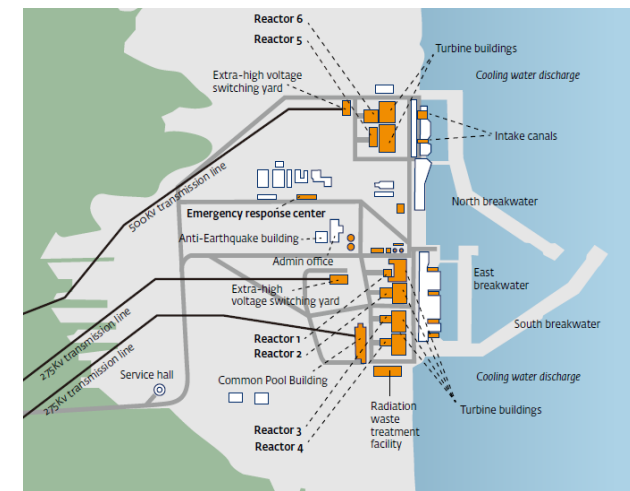 Reactor 6
Reactor 5
Turbine buildings
Extra-high voltage
switching yard
Cooling water discharge
Intake canals
500Kv transmission line
North breakwater
Emergency response center
Anti-Earthquake building
Admin office
Extra-high
voltage switching yard
East
breakwater
275Kv transmission line
South breakwater
Reactor 1
Reactor 2
275Kv transmission line
Service hall
Common Pool Building
Cooling water discharge
Radiation
waste
treatment
facility
Turbine buildings
Reactor 3
Reactor 4